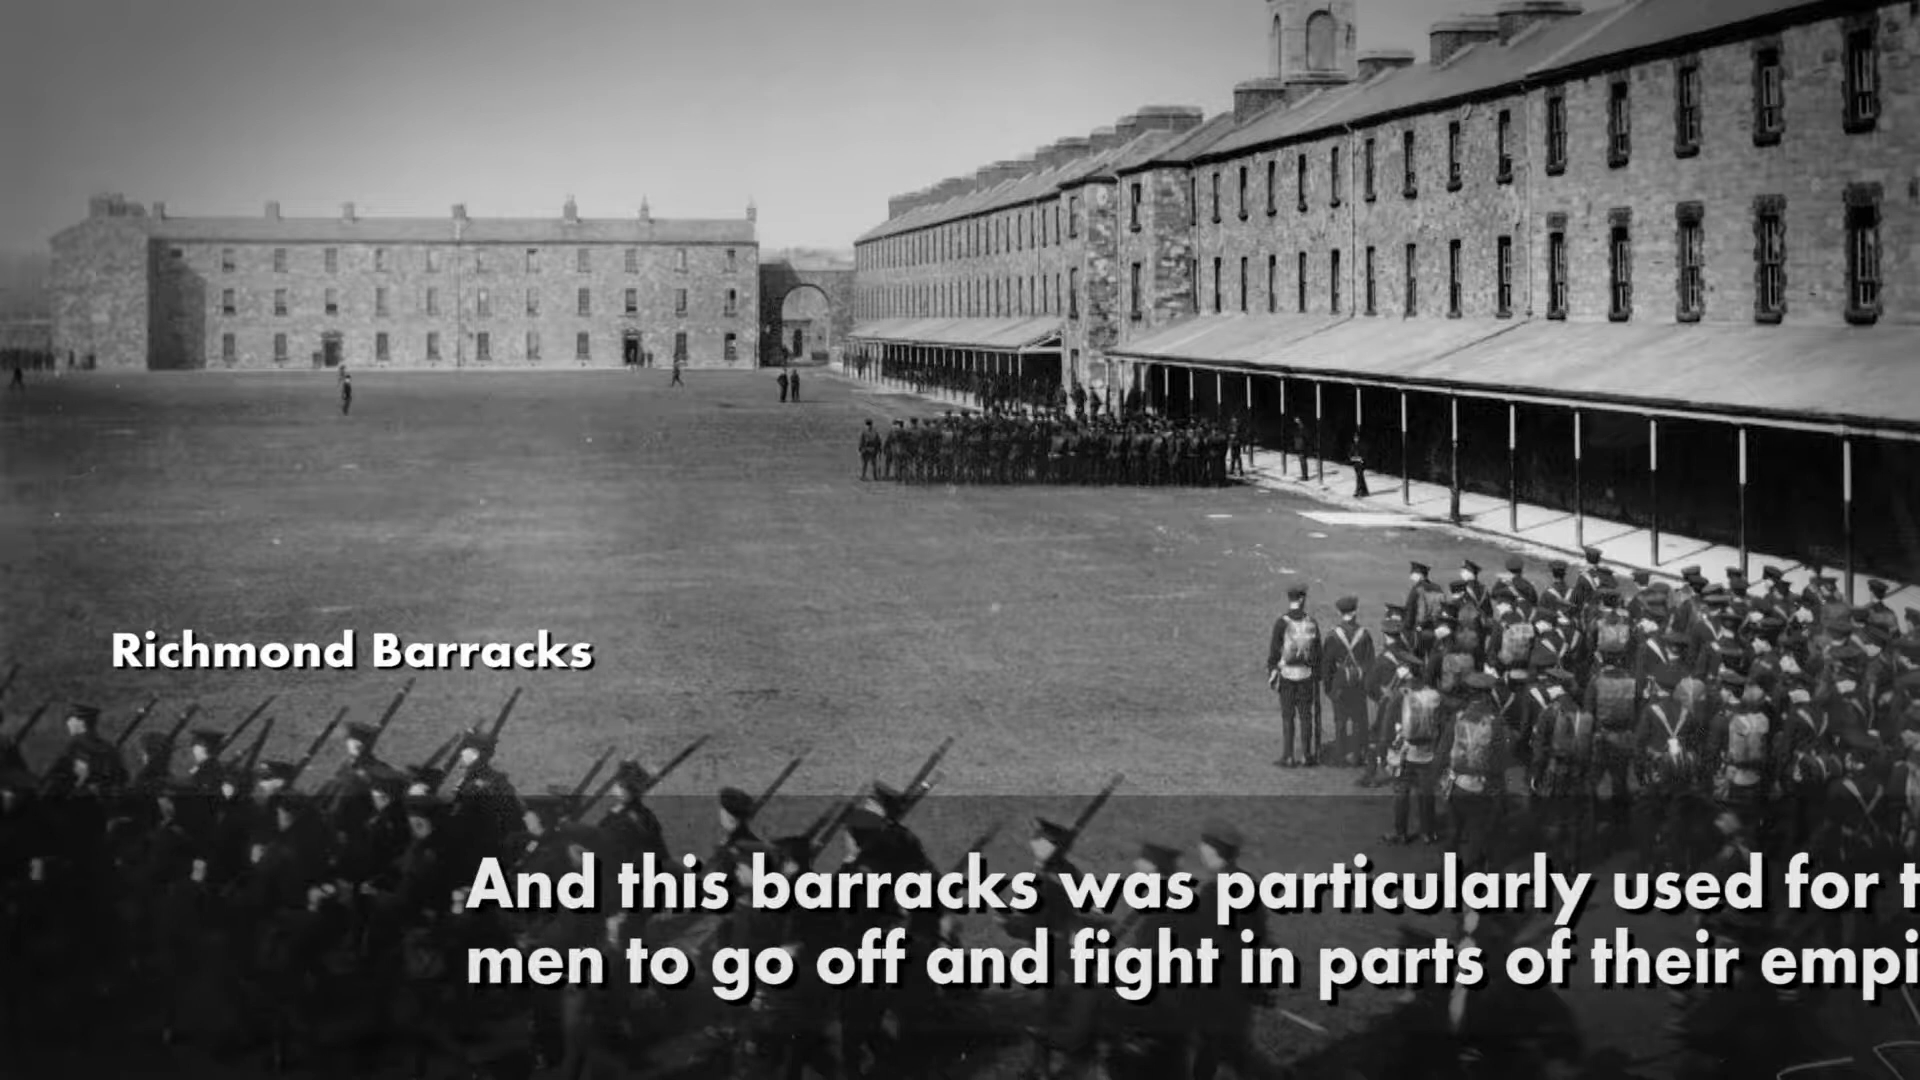 Richmond Barracks
And this barracks was particularly used for t
men to go off and fight in parts of their empi